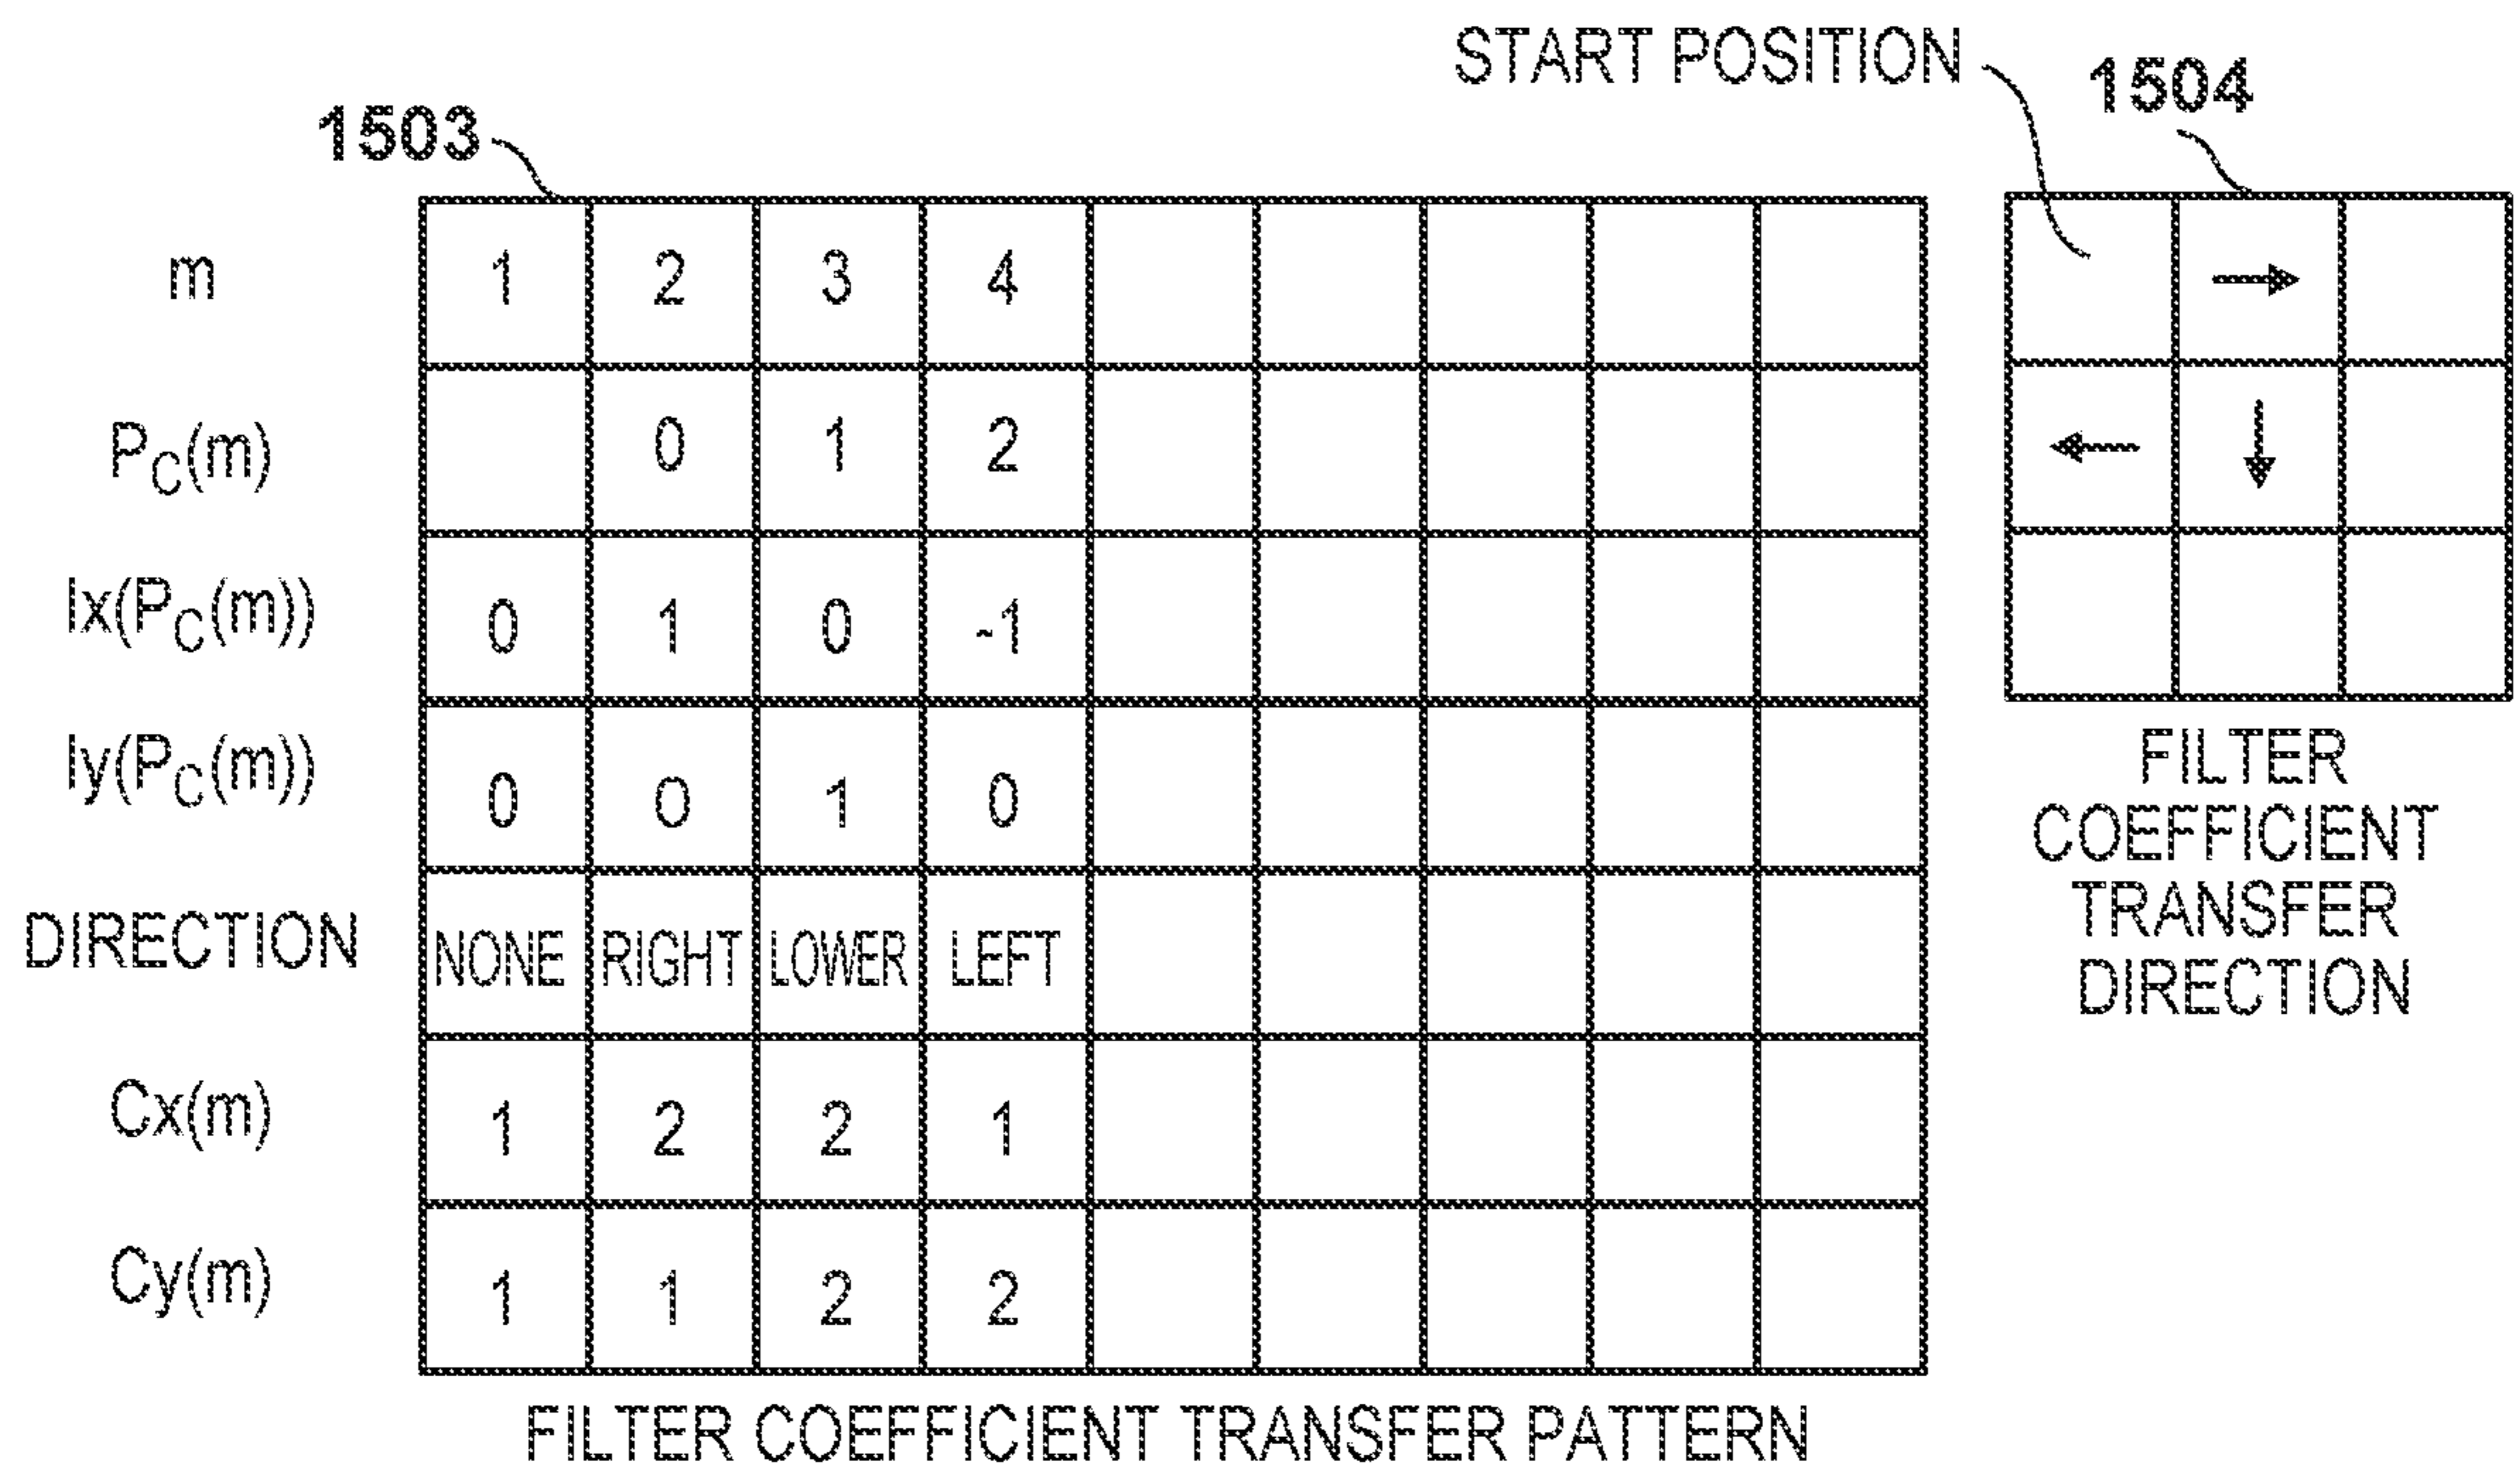 START POSITION
1504
1503
m 1 2 3 4
PC(m) 0 1 2
Ix(PC(m)) 0 1 0 -1
Iy(PC(m)) 0 0 1 0
DIRECTION NONE RIGHT LOWER LEFT
Cx(m) 1 2 2 1
Cy(m) 1 1 2 2
FILTER COEFFICIENT TRANSFER PATTERN
FILTER
COEFFICIENT
TRANSFER
DIRECTION